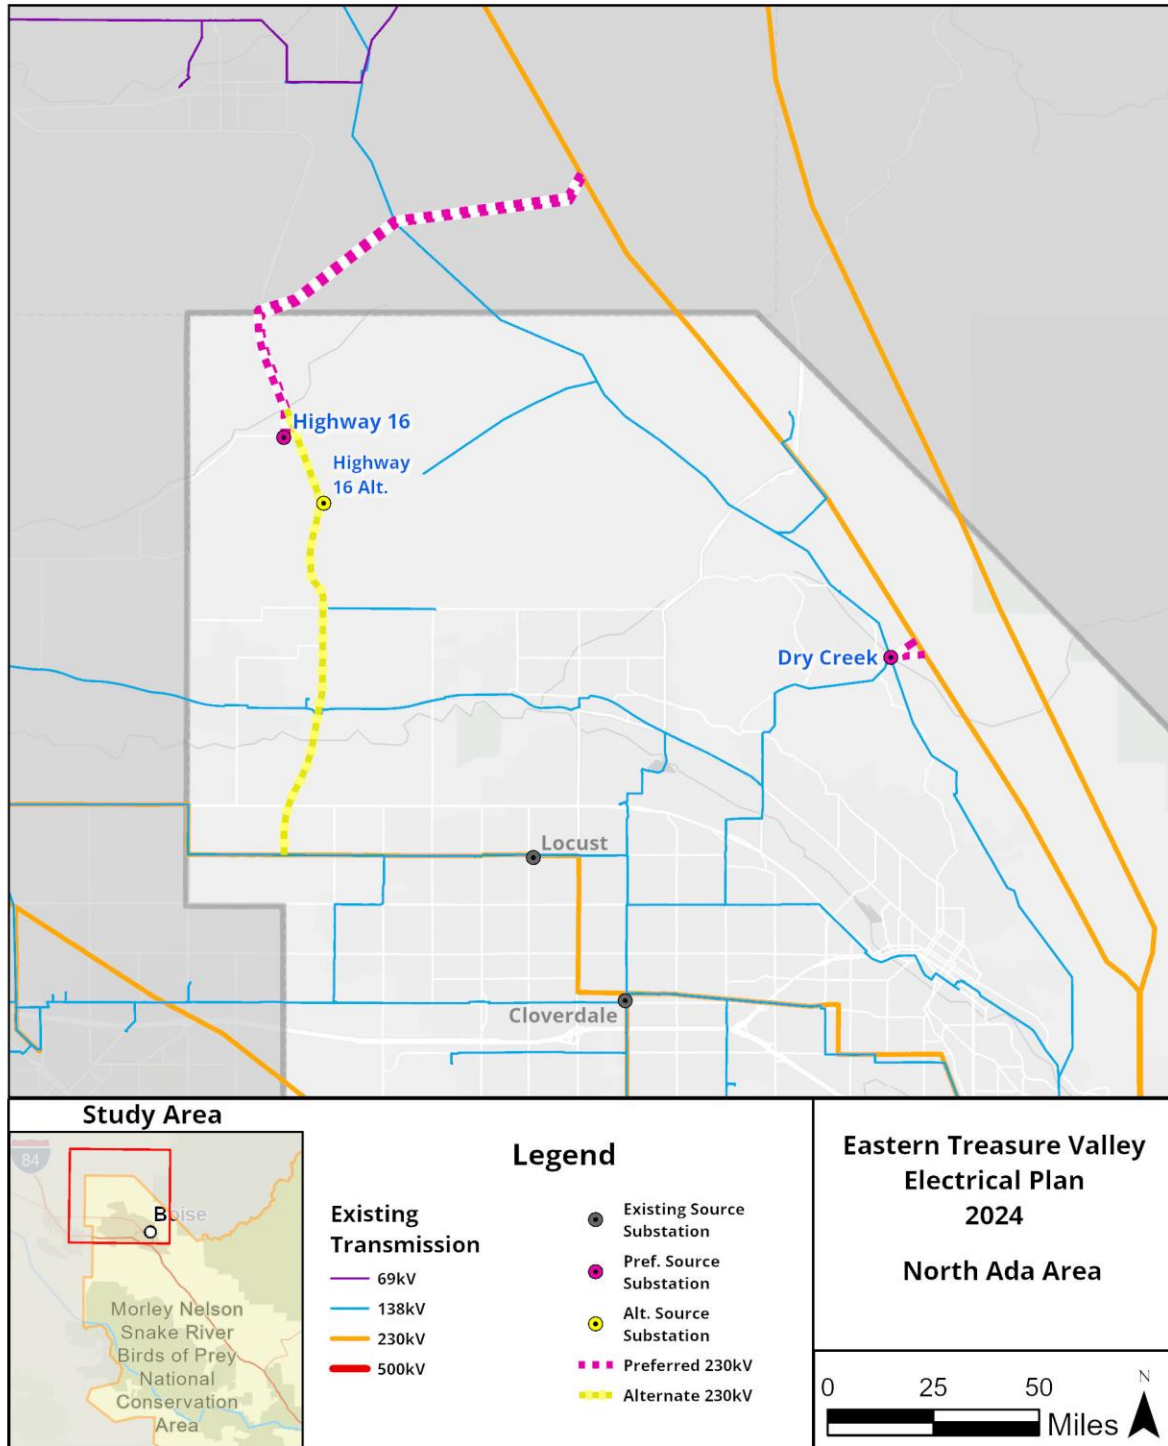 Highway 16
Highway
16 Alt.
Dry Creek
Locust
Cloverdale
Study Area
84
Boise
Morley Nelson
Snake River
Birds of Prey
National
Conservation
Area
Legend
Existing
Transmission
69kV
138kV
230kV
500kV
Existing Source
Substation
Pref. Source
Substation
Alt. Source
Substation
Preferred 230kV
Alternate 230kV
Eastern Treasure Valley
Electrical Plan
2024
North Ada Area
0 25 50
Miles
N